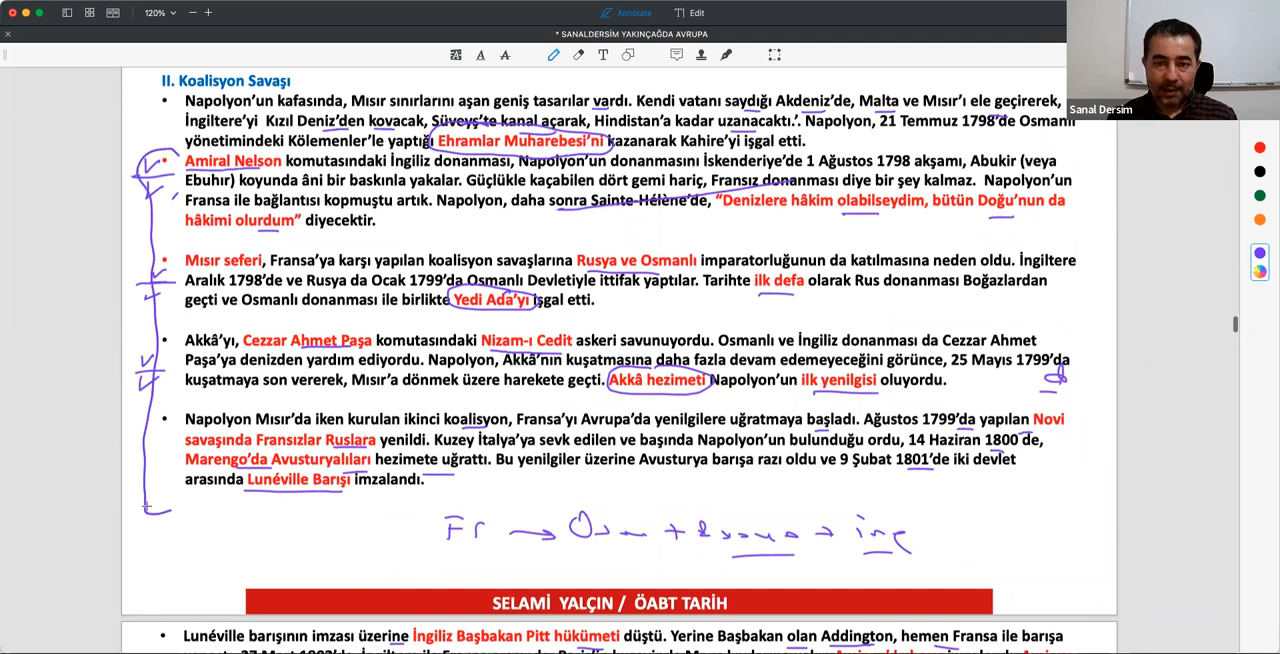 120%
Annotate
Edit
* SANALDERSİM YAKINÇAĞDA AVRUPA
Sanal Dersim
II. Koalisyon Savaşı
• Napolyon'un kafasında, Mısır sınırlarını aşan geniş tasarılar vardı. Kendi vatanı saydığı Akdeniz'de, Malta ve Mısır'ı ele geçirerek,
İngiltere'yi Kızıl Deniz'den kovacak, Süveyş'te kanal açarak, Hindistan'a kadar uzanacaktı.'. Napolyon, 21 Temmuz 1798'de Osmanlı
yönetimindeki Kölemenler'le yaptığı Ehramlar Muharebesi'ni kazanarak Kahire'yi işgal etti.
• Amiral Nelson komutasındaki İngiliz donanması, Napolyon'un donanmasını İskenderiye'de 1 Ağustos 1798 akşamı, Abukir (veya
Ebuhır) koyunda âni bir baskınla yakalar. Güçlükle kaçabilen dört gemi hariç, Fransız donanması diye bir şey kalmaz. Napolyon'un
Fransa ile bağlantısı kopmuştu artık. Napolyon, daha sonra Sainte-Hélène'de, "Denizlere hâkim olabilseydim, bütün Doğu'nun da
hâkimi olurdum" diyecektir.
• Mısır seferi, Fransa'ya karşı yapılan koalisyon savaşlarına Rusya ve Osmanlı imparatorluğunun da katılmasına neden oldu. İngiltere
Aralık 1798'de ve Rusya da Ocak 1799'da Osmanlı Devletiyle ittifak yaptılar. Tarihte ilk defa olarak Rus donanması Boğazlardan
geçti ve Osmanlı donanması ile birlikte Yedi Ada'yı işgal etti.
• Akkâ'yı, Cezzar Ahmet Paşa komutasındaki Nizam-ı Cedit askeri savunuyordu. Osmanlı ve İngiliz donanması da Cezzar Ahmet
Paşa'ya denizden yardım ediyordu. Napolyon, Akkâ'nın kuşatmasına daha fazla devam edemeyeceğini görünce, 25 Mayıs 1799'da
kuşatmaya son vererek, Mısır'a dönmek üzere harekete geçti. Akkâ hezimeti Napolyon'un ilk yenilgisi oluyordu.
• Napolyon Mısır'da iken kurulan ikinci koalisyon, Fransa'yı Avrupa'da yenilgilere uğratmaya başladı. Ağustos 1799'da yapılan Novi
savaşında Fransızlar Ruslara yenildi. Kuzey İtalya'ya sevk edilen ve başında Napolyon'un bulunduğu ordu, 14 Haziran 1800'de,
Marengo'da Avusturyalıları hezimete uğrattı. Bu yenilgiler üzerine Avusturya barışa razı oldu ve 9 Şubat 1801'de iki devlet
arasında Lunéville Barışı imzalandı.
Fr → Osm + Rusya → ing
SELAMİ YALÇIN / ÖABT TARİH
• Lunéville barışının imzası üzerine İngiliz Başbakan Pitt hükümeti düştü. Yerine Başbakan olan Addington, hemen Fransa ile barışa